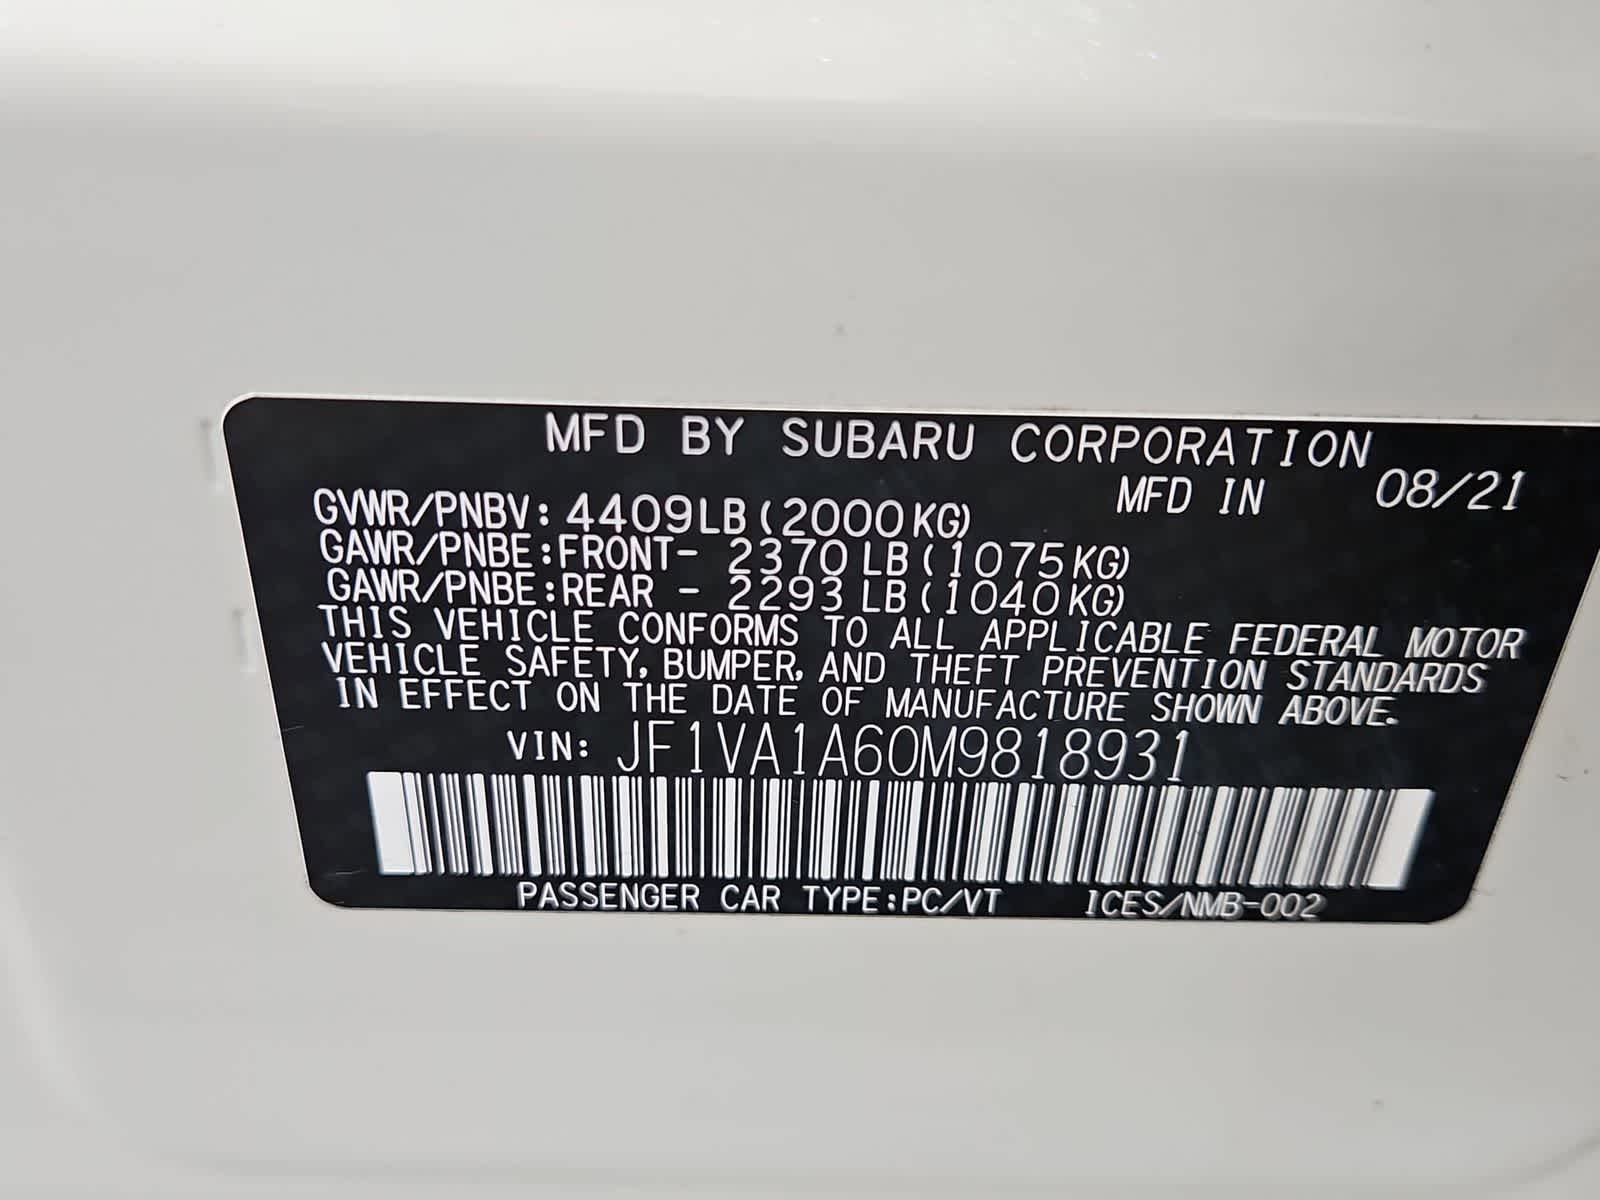 MFD BY SUBARU CORPORATION
MFD IN 08/21
GVWR/PNBV: 4409LB(2000KG)
GAWR/PNBE:FRONT- 2370LB(1075KG)
GAWR/PNBE:REAR - 2293LB(1040KG)
THIS VEHICLE CONFORMS TO ALL APPLICABLE FEDERAL MOTOR
VEHICLE SAFETY, BUMPER, AND THEFT PREVENTION STANDARDS
IN EFFECT ON THE DATE OF MANUFACTURE SHOWN ABOVE.
VIN: JF1VA1A60M9818931
PASSENGER CAR TYPE:PC/VT ICES/NMB-002